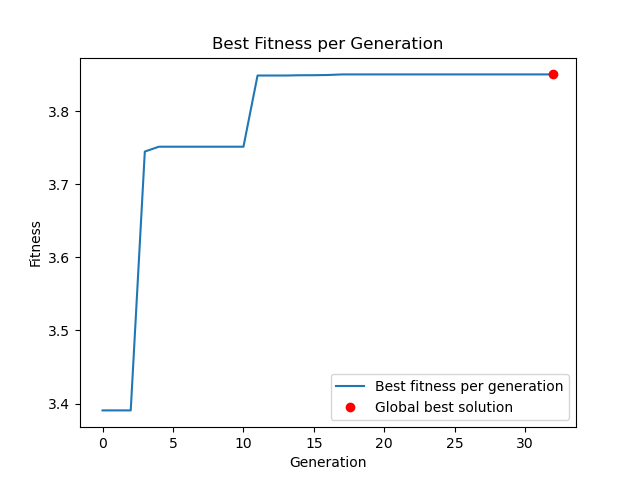 Best Fitness per Generation
Fitness
3.8
3.7
3.6
3.5
3.4
0 5 10 15 20 25 30
Generation
Best fitness per generation
Global best solution